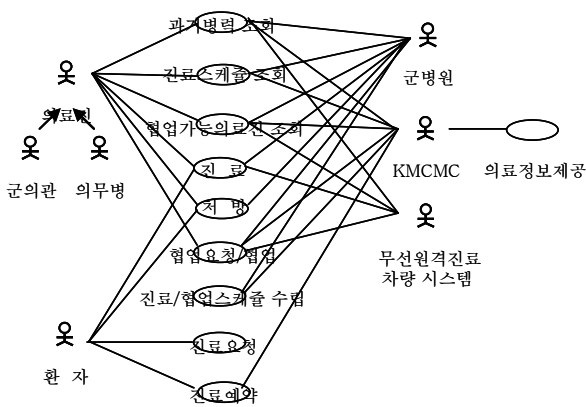 과거병력 조회
진료스케쥴 조회
군병원
의료진
협업가능의료진 조회
KMCMC
의료정보제공
군의관
의무병
진 료
처 방
협업요청/협업
무선원격진료
차량 시스템
진료/협업스케쥴 수립
진료요청
환 자
진료예약